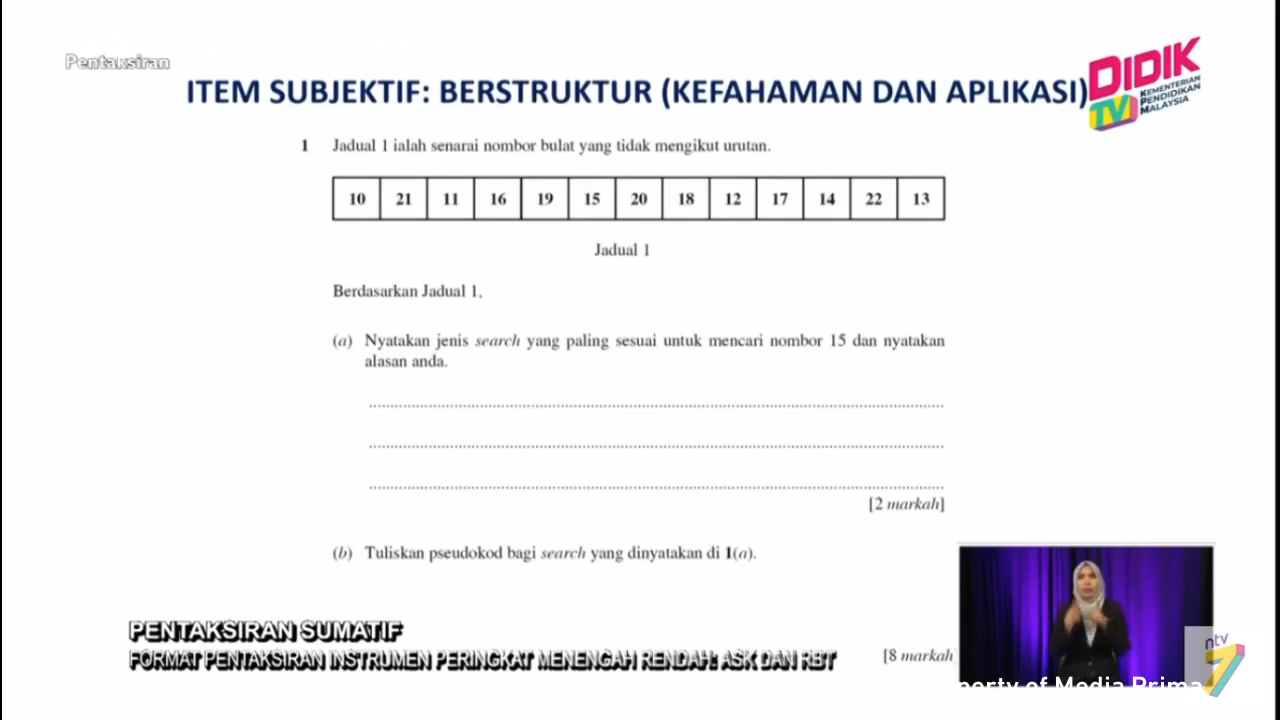 Pentaksiran
ITEM SUBJEKTIF: BERSTRUKTUR (KEFAHAMAN DAN APLIKASI)
DIDIK
TV
KEMENTERIAN
PENDIDIKAN
MALAYSIA
1 Jadual 1 ialah senarai nombor bulat yang tidak mengikut urutan.
10 21 11 16 19 15 20 18 12 17 14 22 13
Jadual 1
Berdasarkan Jadual 1,
(a) Nyatakan jenis search yang paling sesuai untuk mencari nombor 15 dan nyatakan
alasan anda.
[2 markah]
(b) Tuliskan pseudokod bagi search yang dinyatakan di 1(a).
PENTAKSIRAN SUMATIF
FORMAT PENTAKSIRAN INSTRUMEN PERINGKAT MENENGAH RENDAH: ASK DAN RBT
[8 markah
ntv
7
of Media Prima